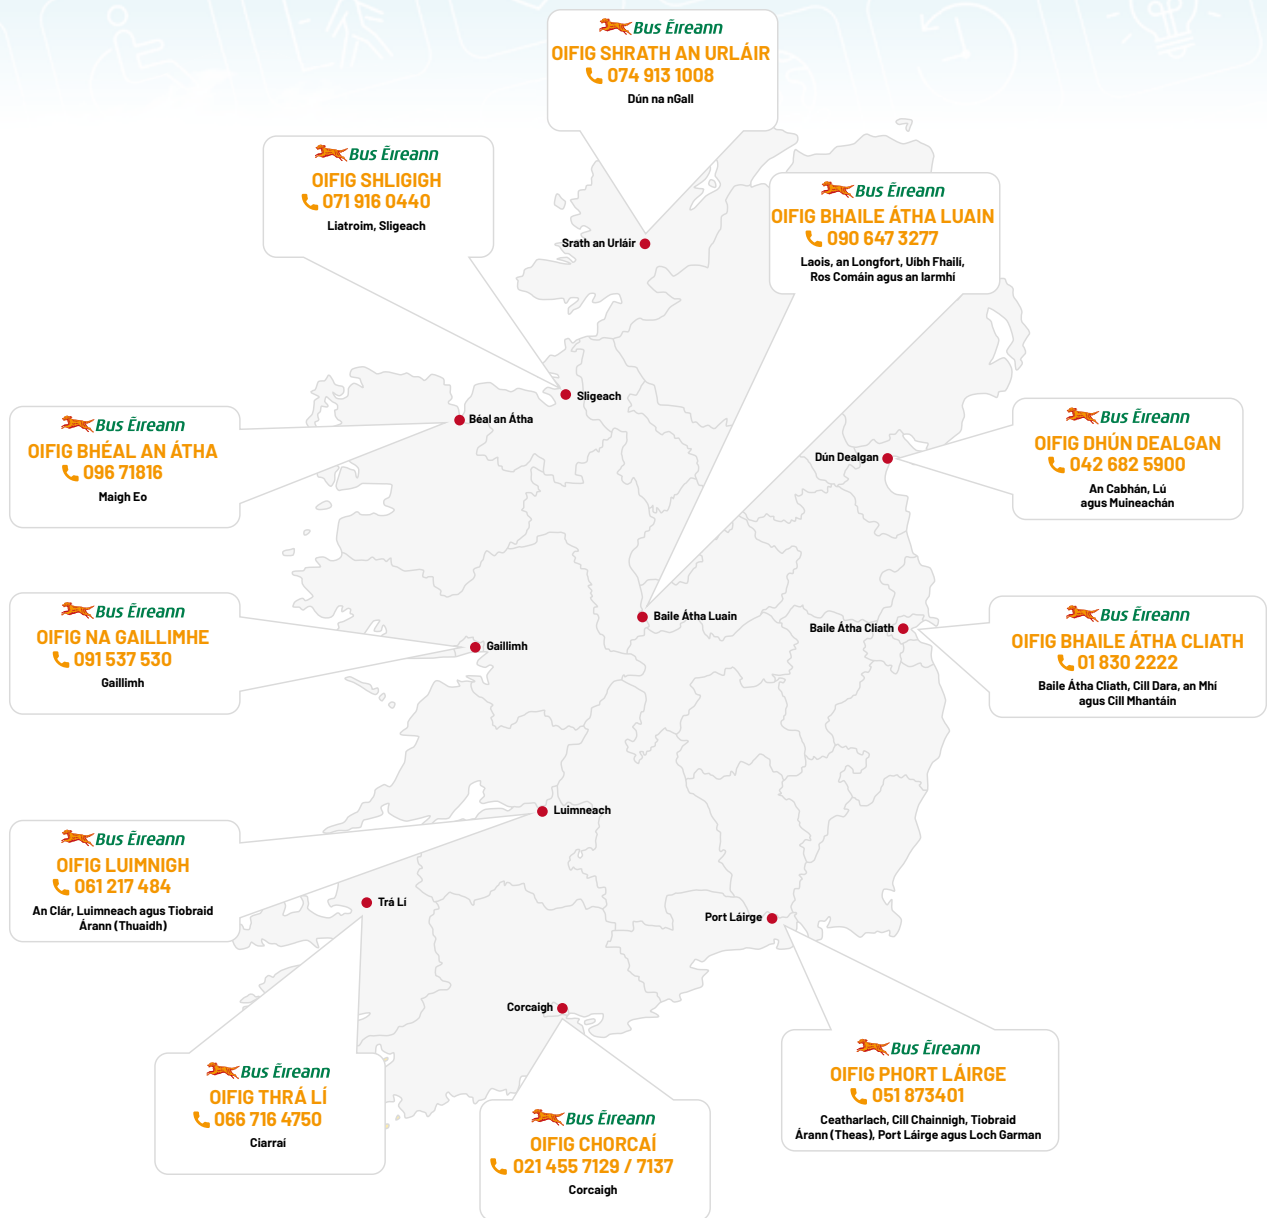 Bus Éireann
OIFIG SHRATH AN URLÁIR
074 913 1008
Dún na nGall
Bus Éireann
OIFIG SHLIGIGH
071 916 0440
Liatroim, Sligeach
Bus Éireann
OIFIG BHAILE ÁTHA LUAIN
090 647 3277
Laois, an Longfort, Uíbh Fhailí,
Ros Comáin agus an Iarmhí
Srath an Urláir
Sligeach
Béal an Átha
Bus Éireann
OIFIG BHÉAL AN ÁTHA
096 71816
Maigh Eo
Bus Éireann
OIFIG DHÚN DEALGAN
042 682 5900
An Cabhán, Lú
agus Muineachán
Dún Dealgan
Bus Éireann
OIFIG NA GAILLIMHE
091 537 530
Gaillimh
Gaillimh
Baile Átha Luain
Baile Átha Cliath
Bus Éireann
OIFIG BHAILE ÁTHA CLIATH
01 830 2222
Baile Átha Cliath, Cill Dara, an Mhí
agus Cill Mhantáin
Luimneach
Bus Éireann
OIFIG LUIMNIGH
061 217 484
An Clár, Luimneach agus Tiobraid
Árann (Thuaidh)
Trá Lí
Port Láirge
Corcaigh
Bus Éireann
OIFIG THRÁ LÍ
066 716 4750
Ciarraí
Bus Éireann
OIFIG CHORCAÍ
021 455 7129 / 7137
Corcaigh
Bus Éireann
OIFIG PHORT LÁIRGE
051 873401
Ceatharlach, Cill Chainnigh, Tiobraid
Árann (Theas), Port Láirge agus Loch Garman